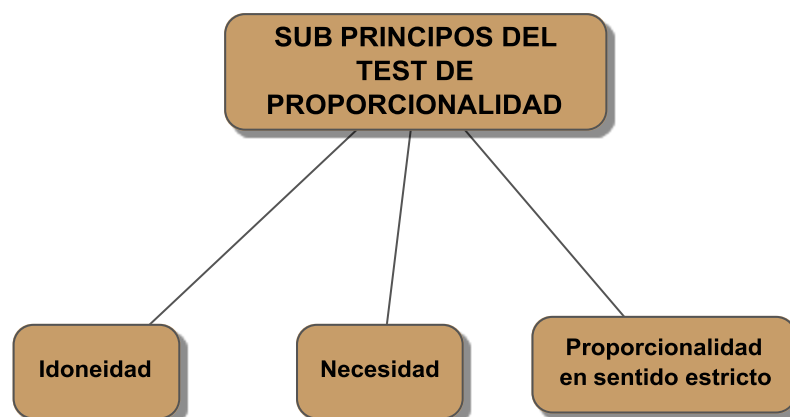 SUB PRINCIPOS DEL
TEST DE
PROPORCIONALIDAD
Idoneidad
Necesidad
Proporcionalidad
en sentido estricto